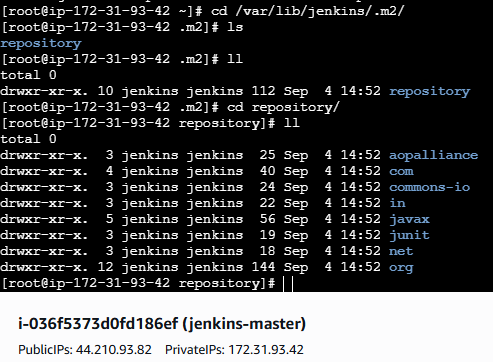 [root@ip-172-31-93-42 ~]# cd /var/lib/jenkins/.m2/
[root@ip-172-31-93-42 .m2]# ls
repository
[root@ip-172-31-93-42 .m2]# ll
total 0
drwxr-xr-x. 10 jenkins jenkins 112 Sep  4 14:52 repository
[root@ip-172-31-93-42 .m2]# cd repository/
[root@ip-172-31-93-42 repository]# ll
total 0
drwxr-xr-x.  3 jenkins jenkins  25 Sep  4 14:52 aopalliance
drwxr-xr-x.  4 jenkins jenkins  40 Sep  4 14:52 com
drwxr-xr-x.  3 jenkins jenkins  24 Sep  4 14:52 commons-io
drwxr-xr-x.  3 jenkins jenkins  22 Sep  4 14:52 in
drwxr-xr-x.  5 jenkins jenkins  56 Sep  4 14:52 javax
drwxr-xr-x.  3 jenkins jenkins  19 Sep  4 14:52 junit
drwxr-xr-x.  3 jenkins jenkins  18 Sep  4 14:52 net
drwxr-xr-x. 12 jenkins jenkins 144 Sep  4 14:52 org
[root@ip-172-31-93-42 repository]#
i-036f5373d0fd186ef (jenkins-master)
PublicIPs: 44.210.93.82 PrivateIPs: 172.31.93.42